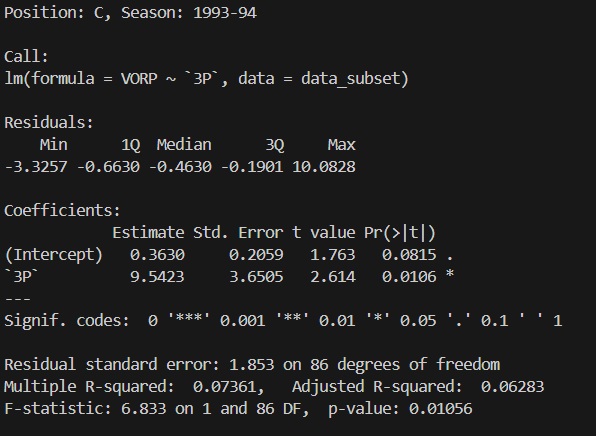 Position: C, Season: 1993-94
Call:
lm(formula = VORP ~ `3P`, data = data_subset)
Residuals:
    Min      1Q  Median      3Q     Max
-3.3257 -0.6630 -0.4630 -0.1901 10.0828
Coefficients:
            Estimate Std. Error t value Pr(>|t|)
(Intercept)   0.3630     0.2059   1.763   0.0815 .
`3P`          9.5423     3.6505   2.614   0.0106 *
---
Signif. codes:  0 '***' 0.001 '**' 0.01 '*' 0.05 '.' 0.1 ' ' 1
Residual standard error: 1.853 on 86 degrees of freedom
Multiple R-squared:  0.07361,   Adjusted R-squared:  0.06283
F-statistic: 6.833 on 1 and 86 DF,  p-value: 0.01056